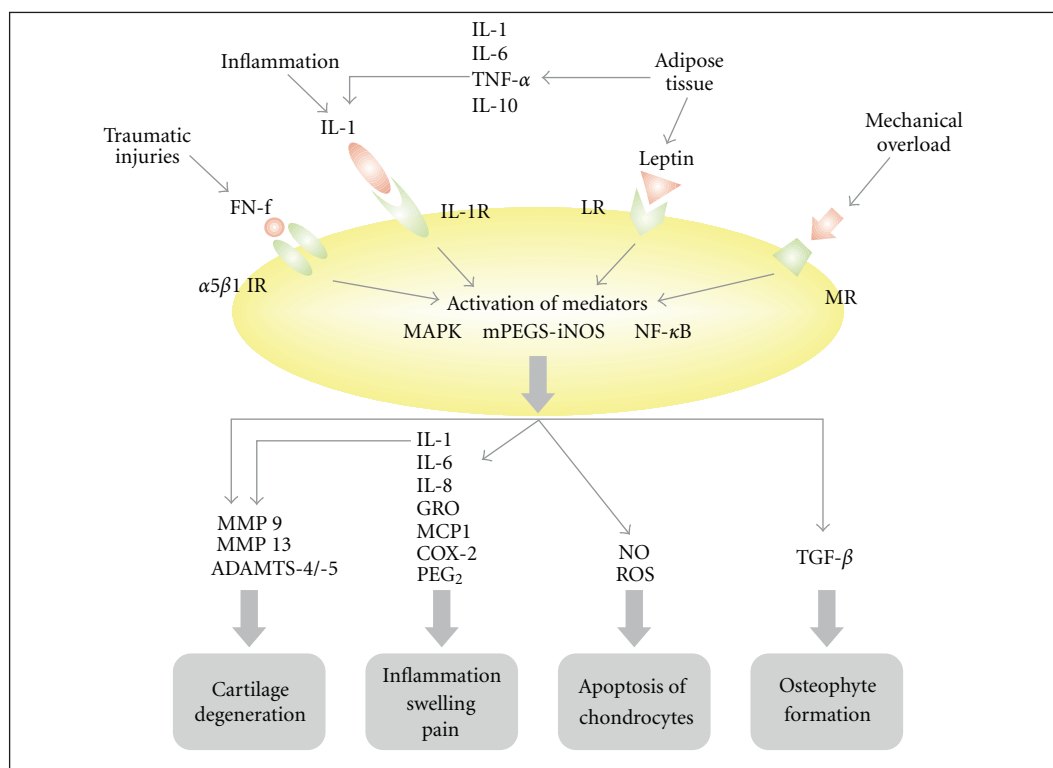 IL-1
IL-6
TNF-α
IL-10
Inflammation
Adipose
tissue
IL-1
Traumatic
injuries
Leptin
Mechanical
overload
FN-f
IL-1R
LR
α5β1 IR
MR
Activation of mediators
MAPK mPEGS-iNOS NF-κB
IL-1
IL-6
IL-8
GRO
MCP1
COX-2
PEG₂
MMP 9
MMP 13
ADAMTS-4/-5
NO
ROS
TGF-β
Cartilage
degeneration
Inflammation
swelling
pain
Apoptosis of
chondrocytes
Osteophyte
formation